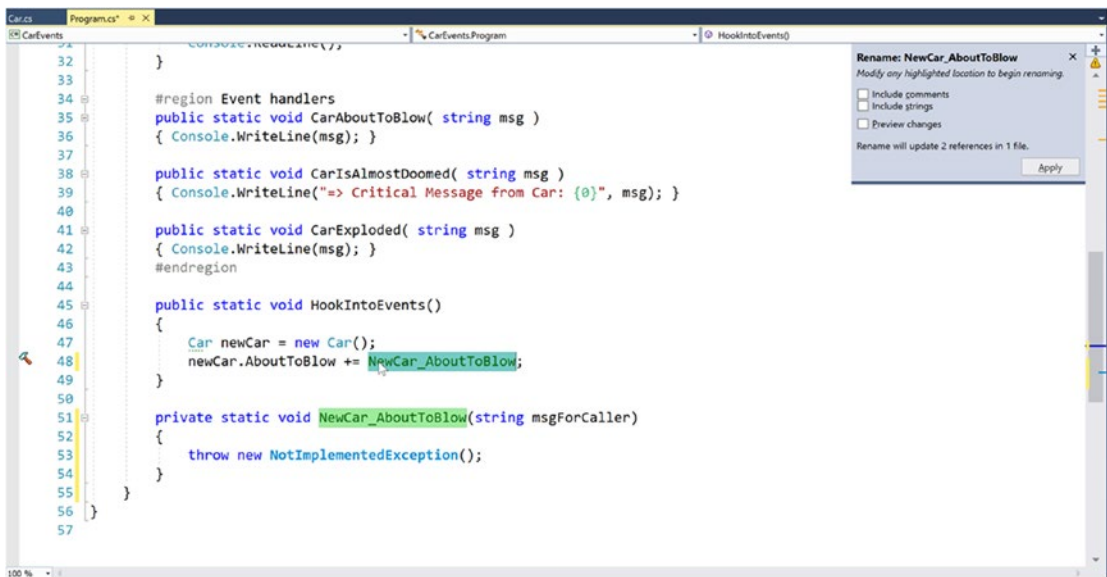 Car.cs Program.cs*
CarEvents CarEvents.Program HookIntoEvents()
31 Console.ReadLine();
32 }
33
34 #region Event handlers
35 public static void CarAboutToBlow( string msg )
36 { Console.WriteLine(msg); }
37
38 public static void CarIsAlmostDoomed( string msg )
39 { Console.WriteLine("=> Critical Message from Car: {0}", msg); }
40
41 public static void CarExploded( string msg )
42 { Console.WriteLine(msg); }
43 #endregion
44
45 public static void HookIntoEvents()
46 {
47 Car newCar = new Car();
48 newCar.AboutToBlow += NewCar_AboutToBlow;
49 }
50
51 private static void NewCar_AboutToBlow(string msgForCaller)
52 {
53 throw new NotImplementedException();
54 }
55 }
56 }
57
Rename: NewCar_AboutToBlow
Modify any highlighted location to begin renaming.
Include comments
Include strings
Preview changes
Rename will update 2 references in 1 file.
Apply
100 %